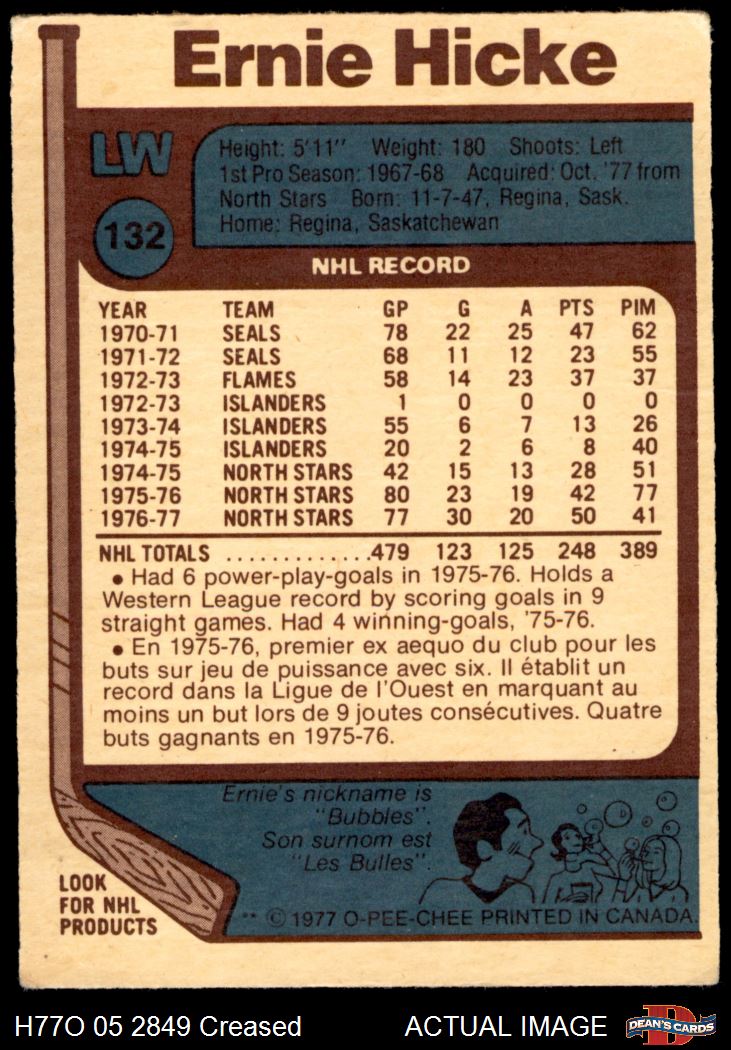 Ernie Hicke
LW
Height: 5'11" Weight: 180 Shoots: Left
1st Pro Season: 1967-68 Acquired: Oct. '77 from
North Stars Born: 11-7-47, Regina, Sask.
Home: Regina, Saskatchewan
132
NHL RECORD
YEAR TEAM GP G A PTS PIM
1970-71 SEALS 78 22 25 47 62
1971-72 SEALS 68 11 12 23 55
1972-73 FLAMES 58 14 23 37 37
1972-73 ISLANDERS 1 0 0 0 0
1973-74 ISLANDERS 55 6 7 13 26
1974-75 ISLANDERS 20 2 6 8 40
1974-75 NORTH STARS 42 15 13 28 51
1975-76 NORTH STARS 80 23 19 42 77
1976-77 NORTH STARS 77 30 20 50 41
NHL TOTALS ..............479 123 125 248 389
• Had 6 power-play-goals in 1975-76. Holds a
Western League record by scoring goals in 9
straight games. Had 4 winning-goals, '75-76.
• En 1975-76, premier ex aequo du club pour les
buts sur jeu de puissance avec six. Il établit un
record dans la Ligue de l'Ouest en marquant au
moins un but lors de 9 joutes consécutives. Quatre
buts gagnants en 1975-76.
Ernie's nickname is
"Bubbles".
Son surnom est
"Les Bulles".
LOOK
FOR NHL
PRODUCTS
** © 1977 O-PEE-CHEE PRINTED IN CANADA.
H77O 05 2849 Creased ACTUAL IMAGE
DEAN'S CARDS